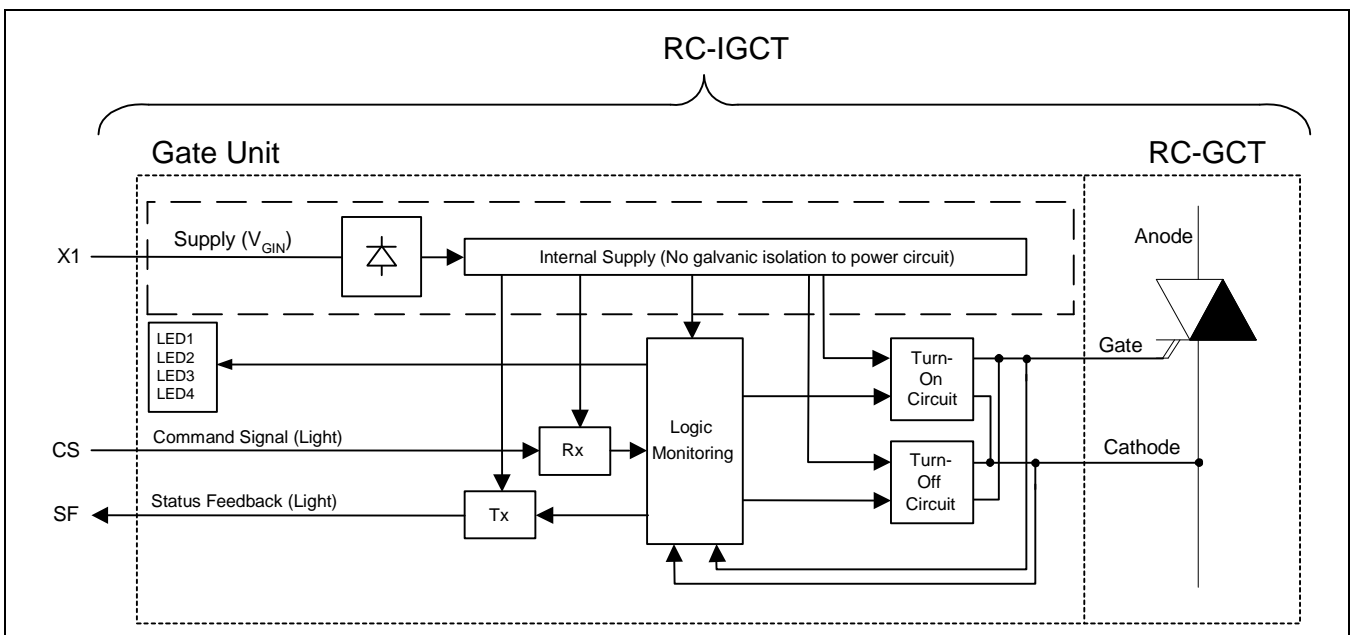 RC-IGCT
Gate Unit
RC-GCT
X1
Supply (VGIN)
Internal Supply (No galvanic isolation to power circuit)
Anode
LED1
LED2
LED3
LED4
Turn-
On
Circuit
Gate
Logic
Monitoring
CS
Command Signal (Light)
Rx
Turn-
Off
Circuit
Cathode
SF
Status Feedback (Light)
Tx